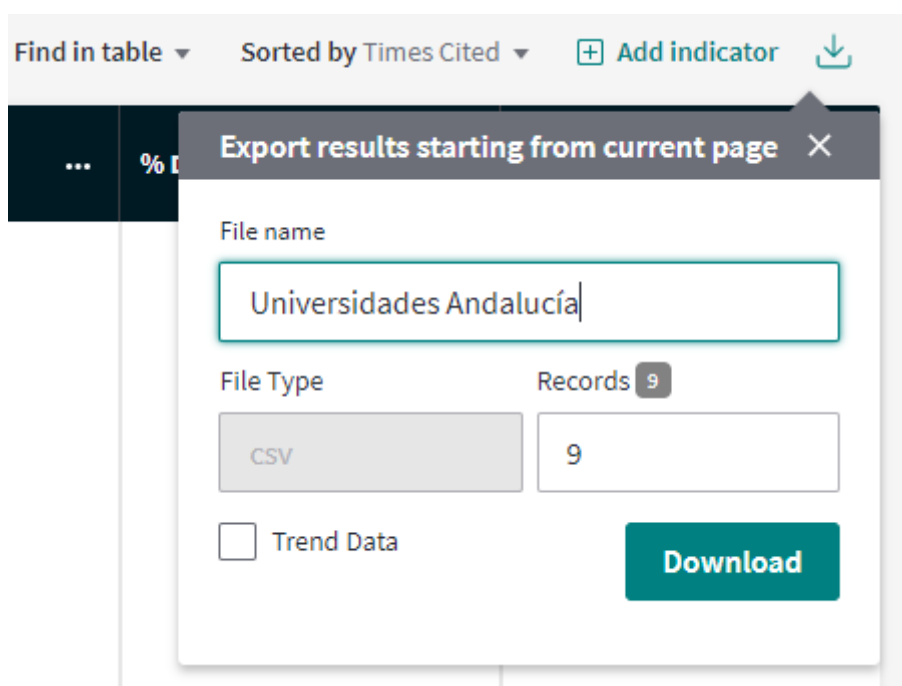 Find in table Sorted by Times Cited Add indicator
... %
Export results starting from current page
File name
Universidades Andalucía
File Type Records 9
csv 9
Trend Data
Download